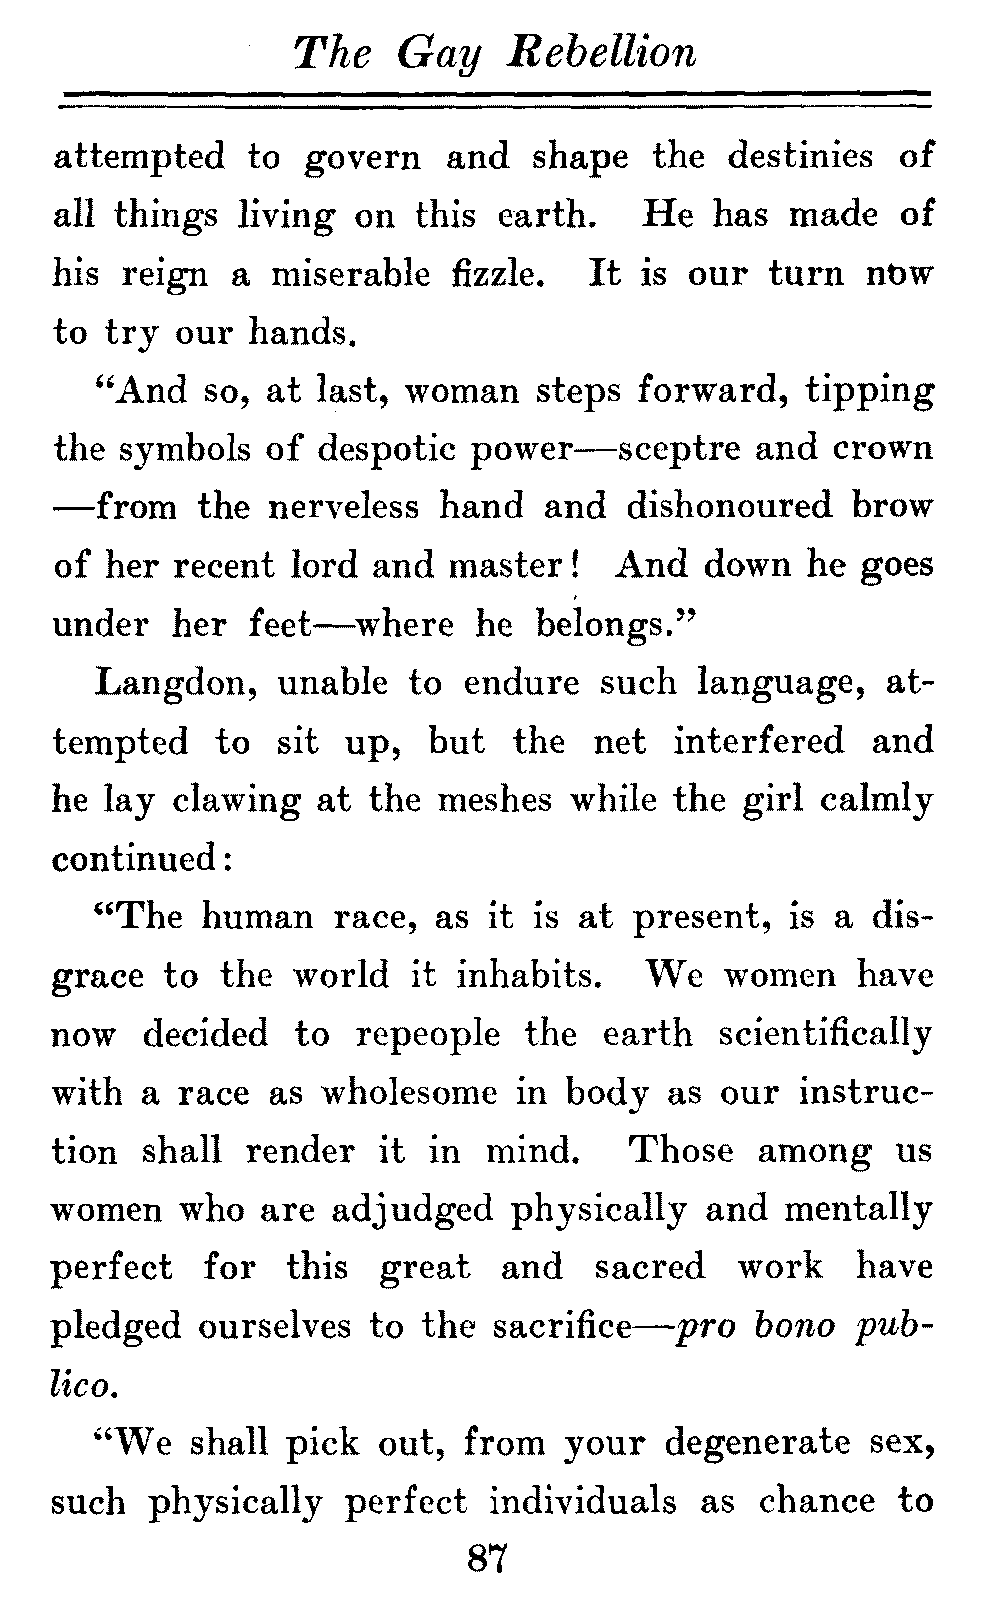 The Gay Rebellion
attempted to govern and shape the destinies of
all things living on this earth. He has made of
his reign a miserable fizzle. It is our turn now
to try our hands.
“And so, at last, woman steps forward, tipping
the symbols of despotic power—sceptre and crown
—from the nerveless hand and dishonoured brow
of her recent lord and master! And down he goes
under her feet—where he belongs.”
Langdon, unable to endure such language, at-
tempted to sit up, but the net interfered and
he lay clawing at the meshes while the girl calmly
continued:
“The human race, as it is at present, is a dis-
grace to the world it inhabits. We women have
now decided to repeople the earth scientifically
with a race as wholesome in body as our instruc-
tion shall render it in mind. Those among us
women who are adjudged physically and mentally
perfect for this great and sacred work have
pledged ourselves to the sacrifice—pro bono pub-
lico.
“We shall pick out, from your degenerate sex,
such physically perfect individuals as chance to
87